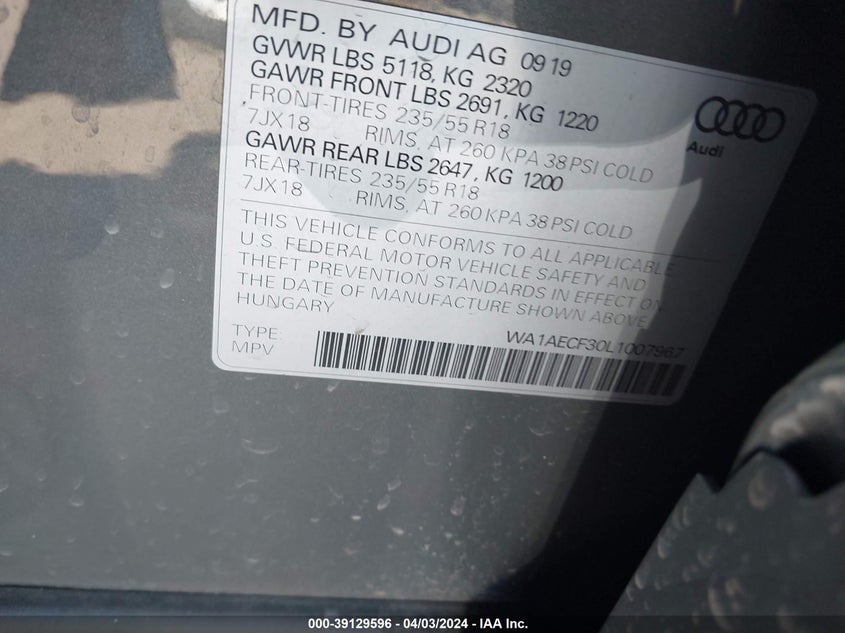 MFD. BY AUDI AG 09 19
GVWR LBS 5118, KG 2320
GAWR FRONT LBS 2691, KG 1220
FRONT-TIRES 235/55 R18
7JX18 RIMS, AT 260 KPA 38 PSI COLD
GAWR REAR LBS 2647, KG 1200
REAR-TIRES 235/55 R18
7JX18 RIMS, AT 260 KPA 38 PSI COLD
Audi
THIS VEHICLE CONFORMS TO ALL APPLICABLE
U.S. FEDERAL MOTOR VEHICLE SAFETY AND
THEFT PREVENTION STANDARDS IN EFFECT ON
THE DATE OF MANUFACTURE SHOWN ABOVE
HUNGARY
TYPE:
MPV
WA1AECF30L1007967
000-39129596 - 04/03/2024 - IAA Inc.